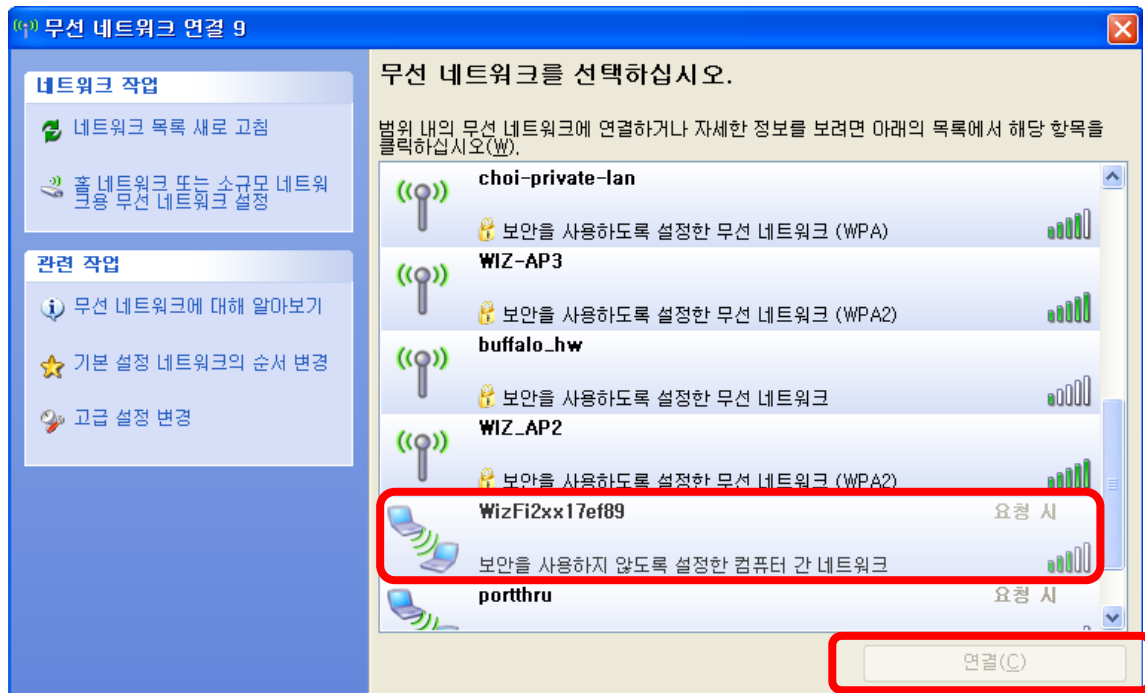 무선 네트워크 연결 9
네트워크 작업
네트워크 목록 새로 고침
홈 네트워크 또는 소규모 네트워
크용 무선 네트워크 설정
관련 작업
무선 네트워크에 대해 알아보기
기본 설정 네트워크의 순서 변경
고급 설정 변경
무선 네트워크를 선택하십시오.
범위 내의 무선 네트워크에 연결하거나 자세한 정보를 보려면 아래의 목록에서 해당 항목을
클릭하십시오(W).
choi-private-lan
보안을 사용하도록 설정한 무선 네트워크 (WPA)
WIZ-AP3
보안을 사용하도록 설정한 무선 네트워크 (WPA2)
buffalo_hw
보안을 사용하도록 설정한 무선 네트워크
WIZ_AP2
보안을 사용하도록 설정한 무선 네트워크 (WPA2)
WizFi2xx17ef89 요청 시
보안을 사용하지 않도록 설정한 컴퓨터 간 네트워크
portthru 요청 시
연결(C)